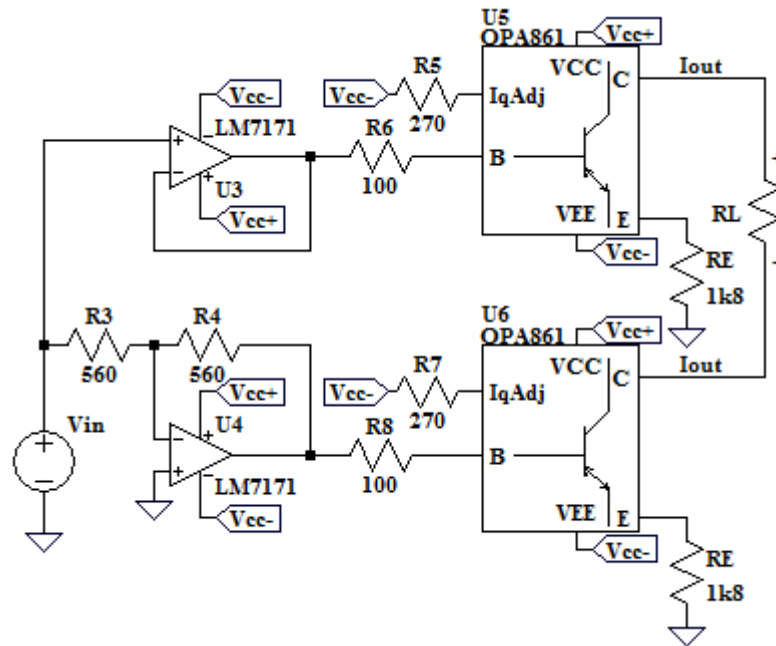 U5
OPA861
Vcc+
R5
VCC
C
Iout
Vcc-
Vcc-
IqAdj
LM7171
270
R6
B
+
-
U3
100
Vcc+
VEE
E
RL
Vcc-
RE
1k8
R3
R4
U6
OPA861
Vcc+
560
560
R7
VCC
C
Iout
Vcc+
Vcc-
IqAdj
Vin
U4
270
R8
B
LM7171
100
Vcc-
VEE
E
Vcc-
RE
1k8